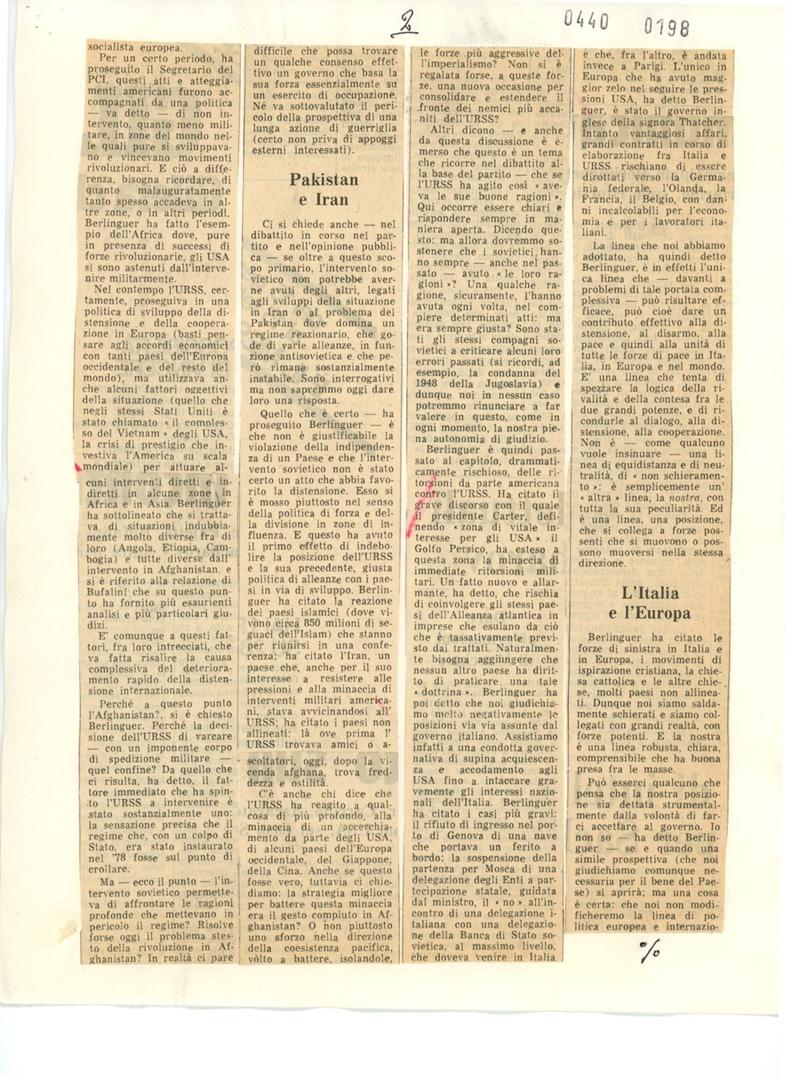 2
0440 0198
socialista europea.
Per un certo periodo, ha
proseguito il Segretario del
PCI, questi atti e atteggia-
menti americani furono ac-
compagnati da una politica
— va detto — di non in-
tervento, quanto meno mili-
tare, in zone del mondo nel-
le quali pure si sviluppava-
no e vincevano movimenti
rivoluzionari. E ciò a diffe-
renza, bisogna ricordare, di
quanto malauguratamente
tanto spesso accadeva in al-
tre zone, o in altri periodi.
Berlinguer ha fatto l'esem-
pio dell'Africa dove, pure
in presenza di successi di
forze rivoluzionarie, gli USA
si sono astenuti dall'interve-
nire militarmente.
Nel contempo l'URSS, cer-
tamente, proseguiva in una
politica di sviluppo della di-
stensione e della coopera-
zione in Europa (basti pen-
sare agli accordi economici
con tanti paesi dell'Europa
occidentale e del resto del
mondo), ma utilizzava an-
che alcuni fattori oggettivi
della situazione (quello che
negli stessi Stati Uniti è
stato chiamato « il comples-
so del Vietnam » degli USA,
la crisi di prestigio che in-
vestiva l'America su scala
mondiale) per attuare al-
cuni interventi diretti e in-
diretti in alcune zone in
Africa e in Asia. Berlinguer
ha sottolineato che si tratta-
va di situazioni indubbia-
mente molto diverse fra di
loro (Angola, Etiopia, Cam-
bogia) e tutte diverse dall'
intervento in Afghanistan, e
si è riferito alla relazione di
Bufalini che su questo pun-
to ha fornito più esaurienti
analisi e più particolari giu-
dizi.
E' comunque a questi fat-
tori, fra loro intrecciati, che
va fatta risalire la causa
complessiva del deteriora-
mento rapido della disten-
sione internazionale.
Perché a questo punto
l'Afghanistan?, si è chiesto
Berlinguer. Perché la deci-
sione dell'URSS di varcare
— con un imponente corpo
di spedizione militare —
quel confine? Da quello che
ci risulta, ha detto, il fat-
tore immediato che ha spin-
to l'URSS a intervenire è
stato sostanzialmente uno:
la sensazione precisa che il
regime che, con un colpo di
Stato, era stato instaurato
nel '78 fosse sul punto di
crollare.
Ma — ecco il punto — l'in-
tervento sovietico permette-
va di affrontare le ragioni
profonde che mettevano in
pericolo il regime? Risolve
forse oggi il problema stes-
to della rivoluzione in Af-
ghanistan? In realtà ci pare
difficile che possa trovare
un qualche consenso effet-
tivo un governo che basa la
sua forza essenzialmente su
un esercito di occupazione.
Né va sottovalutato il peri-
colo della prospettiva di una
lunga azione di guerriglia
(certo non priva di appoggi
esterni interessati).
Pakistan
e Iran
Ci si chiede anche — nel
dibattito in corso nel par-
tito e nell'opinione pubbli-
ca — se oltre a questo sco-
po primario, l'intervento so-
vietico non potrebbe aver-
ne avuti degli altri, legati
agli sviluppi della situazione
in Iran o al problema del
Pakistan dove domina un
regime reazionario, che go-
de di varie alleanze, in fun-
zione antisovietica e che pe-
rò rimane sostanzialmente
instabile. Sono interrogativi
ma non sapremmo oggi dare
loro una risposta.
Quello che è certo — ha
proseguito Berlinguer — è
che non è giustificabile la
violazione della indipenden-
za di un Paese e che l'inter-
vento sovietico non è stato
certo un atto che abbia favo-
rito la distensione. Esso si
è mosso piuttosto nel senso
della politica di forza e del-
la divisione in zone di in-
fluenza. E questo ha avuto
il primo effetto di indebo-
lire la posizione dell'URSS
e la sua precedente, giusta
politica di alleanze con i pae-
si in via di sviluppo. Berlin-
guer ha citato la reazione
dei paesi islamici (dove vi-
vono circa 850 milioni di se-
guaci dell'Islam) che stanno
per riunirsi in una confe-
renza; ha citato l'Iran, un
paese che, anche per il suo
interesse a resistere alle
pressioni e alla minaccia di
interventi militari america-
ni, stava avvicinandosi all'
URSS; ha citato i paesi non
allineati: là ove prima l'
URSS trovava amici o a-
scoltatori, oggi, dopo la vi-
cenda afghana, trova fred-
dezza e ostilità.
C'è anche chi dice che
l'URSS ha reagito a qual-
cosa di più profondo, alla
minaccia di un accerchia-
mento da parte degli USA,
di alcuni paesi dell'Europa
occidentale, del Giappone,
della Cina. Anche se questo
fosse vero, tuttavia ci chie-
diamo: la strategia migliore
per battere questa minaccia
era il gesto compiuto in Af-
ghanistan? O non piuttosto
uno sforzo nella direzione
della coesistenza pacifica,
volto a battere, isolandole,
le forze più aggressive del-
l'imperialismo? Non si è
regalata forse, a queste for-
ze, una nuova occasione per
consolidare e estendere il
fronte dei nemici più acca-
niti dell'URSS?
Altri dicono — e anche
da questa discussione è e-
merso che questo è un tema
che ricorre nel dibattito al-
la base del partito — che se
l'URSS ha agito così « ave-
va le sue buone ragioni ».
Qui occorre essere chiari e
rispondere sempre in ma-
niera aperta. Dicendo que-
sto: ma allora dovremmo so-
stenere che i sovietici, han-
no sempre — anche nel pas-
sato — avuto « le loro ra-
gioni »? Una qualche ra-
gione, sicuramente, l'hanno
avuta ogni volta, nel com-
piere determinati atti: ma
era sempre giusta? Sono sta-
ti gli stessi compagni so-
vietici a criticare alcuni loro
errori passati (si ricordi, ad
esempio, la condanna del
1948 della Jugoslavia) e
dunque noi in nessun caso
potremmo rinunciare a far
valere in questo, come in
ogni momento, la nostra pie-
na autonomia di giudizio.
Berlinguer è quindi pas-
sato al capitolo, drammati-
camente rischioso, delle ri-
torsioni da parte americana
contro l'URSS. Ha citato il
grave discorso con il quale
il presidente Carter, defi-
nendo « zona di vitale in-
teresse per gli USA » il
Golfo Persico, ha esteso a
questa zona la minaccia di
immediate ritorsioni mili-
tari. Un fatto nuovo e allar-
mante, ha detto, che rischia
di coinvolgere gli stessi pae-
si dell'Alleanza atlantica in
imprese che esulano da ciò
che è tassativamente previ-
sto dai trattati. Naturalmen-
te bisogna aggiungere che
nessun altro paese ha dirit-
to di praticare una tale
« dottrina ». Berlinguer ha
poi detto che noi giudichia-
mo molto negativamente le
posizioni via via assunte dal
governo italiano. Assistiamo
infatti a una condotta gover-
nativa di supina acquiescen-
za e accodamento agli
USA fino a intaccare gra-
vemente gli interessi nazio-
nali dell'Italia. Berlinguer
ha citato i casi più gravi:
il rifiuto di ingresso nel por-
to di Genova di una nave
che portava un ferito a
bordo; la sospensione della
partenza per Mosca di una
delegazione degli Enti a par-
tecipazione statale, guidata
dal ministro, il « no » all'in-
contro di una delegazione i-
taliana con una delegazio-
ne della Banca di Stato so-
vietica, al massimo livello,
che doveva venire in Italia
e che, fra l'altro, è andata
invece a Parigi. L'unico in
Europa che ha avuto mag-
gior zelo nel seguire le pres-
sioni USA, ha detto Berlin-
guer, è stato il governo in-
glese della signora Thatcher.
Intanto vantaggiosi affari,
grandi contratti in corso di
elaborazione fra Italia e
URSS rischiano di essere
dirottati verso la Germa-
nia federale, l'Olanda, la
Francia, il Belgio, con dan-
ni incalcolabili per l'econo-
mia e per i lavoratori ita-
liani.
La linea che noi abbiamo
adottato, ha quindi detto
Berlinguer, è in effetti l'uni-
ca linea che — davanti a
problemi di tale portata com-
plessiva — può risultare ef-
ficace, può cioè dare un
contributo effettivo alla di-
stensione, al disarmo, alla
pace e quindi alla unità di
tutte le forze di pace in Ita-
lia, in Europa e nel mondo.
E' una linea che tenta di
spezzare la logica della ri-
valità e della contesa fra le
due grandi potenze, e di ri-
condurle al dialogo, alla di-
stensione, alla cooperazione.
Non è — come qualcuno
vuole insinuare — una li-
nea di equidistanza e di neu-
tralità, di « non schieramen-
to »: è semplicemente un'
« altra » linea, la nostra, con
tutta la sua peculiarità. Ed
è una linea, una posizione,
che si collega a forze pos-
senti che si muovono o pos-
sono muoversi nella stessa
direzione.
L'Italia
e l'Europa
Berlinguer ha citato le
forze di sinistra in Italia e
in Europa, i movimenti di
ispirazione cristiana, la chie-
sa cattolica e le altre chie-
se, molti paesi non allinea-
ti. Dunque noi siamo salda-
mente schierati e siamo col-
legati con grandi realtà, con
forze potenti. E la nostra
è una linea robusta, chiara,
comprensibile che ha buona
presa fra le masse.
Può esserci qualcuno che
pensa che la nostra posizio-
ne sia dettata strumental-
mente dalla volontà di far-
ci accettare al governo. Io
non so — ha detto Berlin-
guer — se e quando una
simile prospettiva (che noi
giudichiamo comunque ne-
cessaria per il bene del Pae-
se) si aprirà; ma una cosa
è certa: che noi non modi-
ficheremo la linea di po-
litica europea e internazio-
%